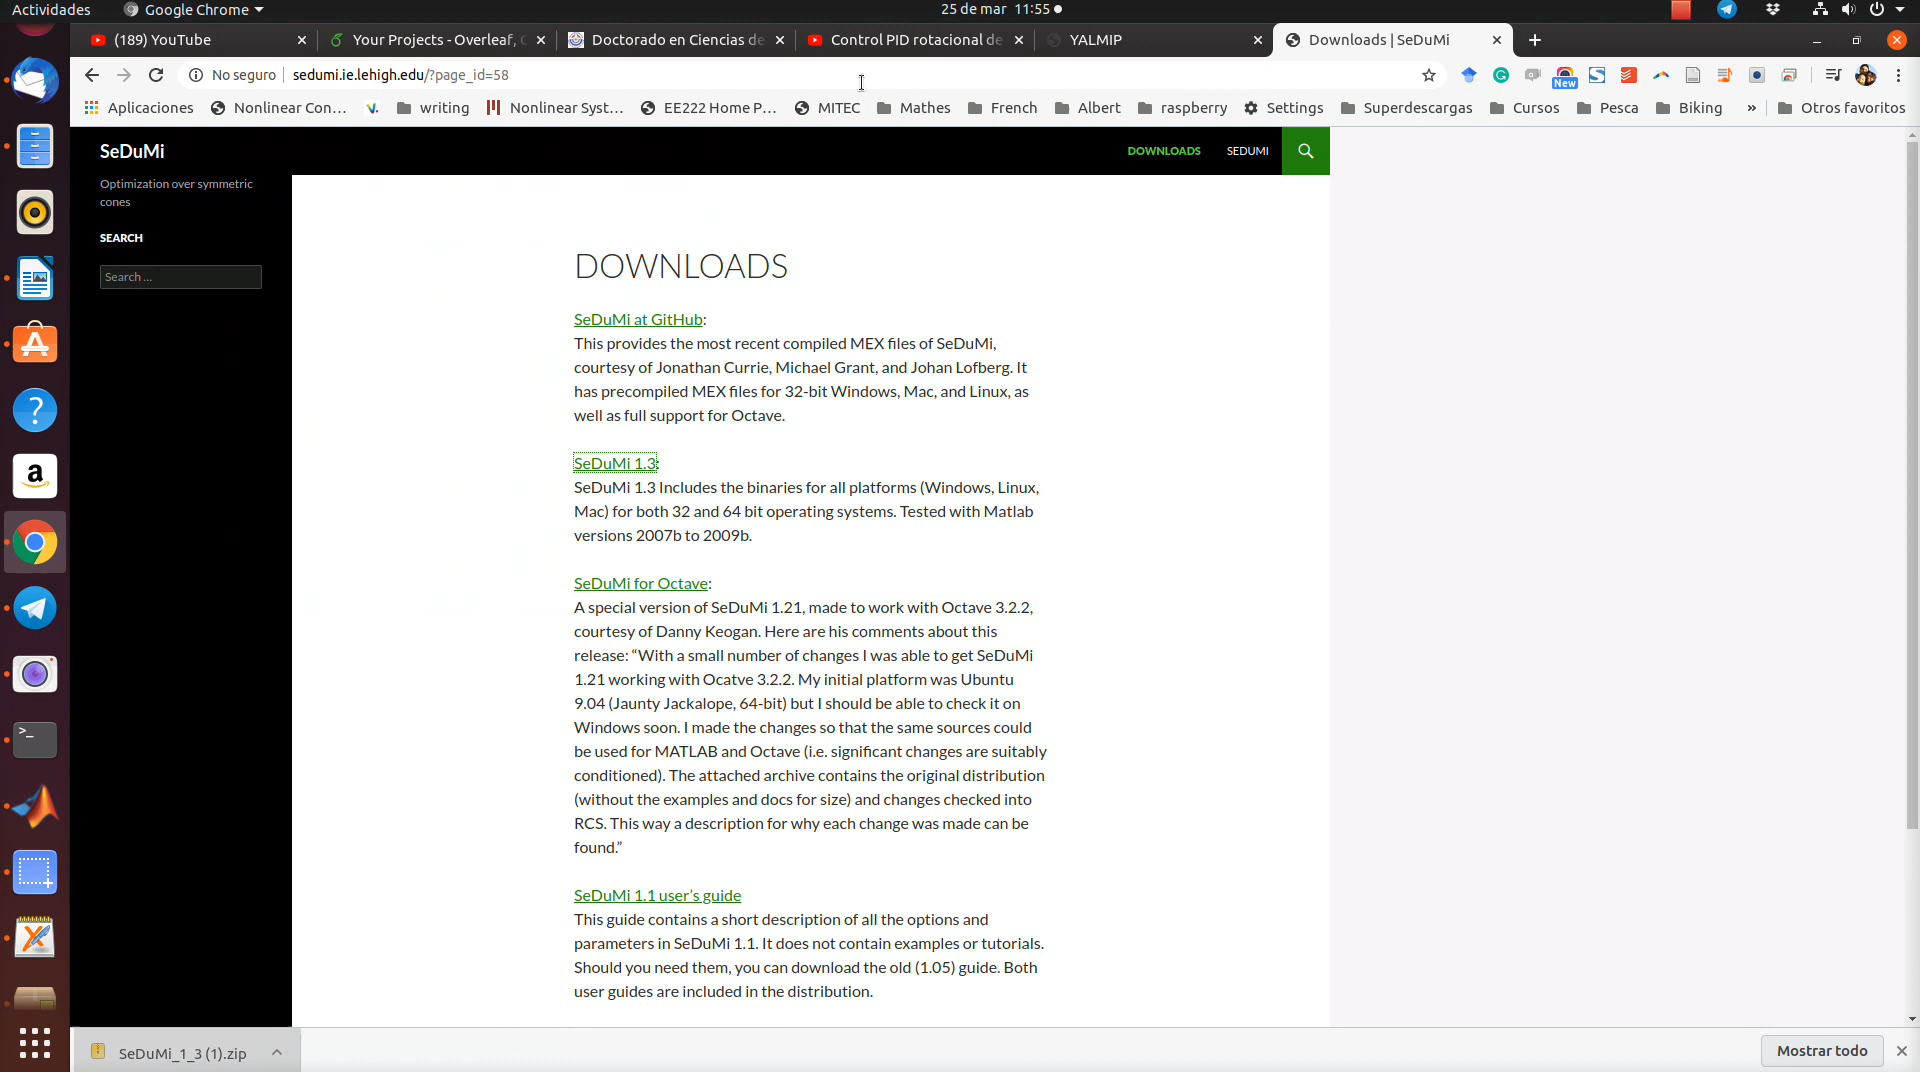 Actividades
Google Chrome
25 de mar 11:55
(189) YouTube
Your Projects - Overleaf,
Doctorado en Ciencias de
Control PID rotacional de
YALMIP
Downloads | SeDuMi
No seguro
sedumi.ie.lehigh.edu/?page_id=58
New
Aplicaciones
Nonlinear Con...
writing
Nonlinear Syst...
EE222 Home P...
MITEC
Mathes
French
Albert
raspberry
Settings
Superdescargas
Cursos
Pesca
Biking
»
Otros favoritos
SeDuMi
DOWNLOADS
SEDUMI
Optimization over symmetric
cones
SEARCH
Search ...
DOWNLOADS
SeDuMi at GitHub:
This provides the most recent compiled MEX files of SeDuMi,
courtesy of Jonathan Currie, Michael Grant, and Johan Lofberg. It
has precompiled MEX files for 32-bit Windows, Mac, and Linux, as
well as full support for Octave.
SeDuMi 1.3:
SeDuMi 1.3 Includes the binaries for all platforms (Windows, Linux,
Mac) for both 32 and 64 bit operating systems. Tested with Matlab
versions 2007b to 2009b.
SeDuMi for Octave:
A special version of SeDuMi 1.21, made to work with Octave 3.2.2,
courtesy of Danny Keogan. Here are his comments about this
release: “With a small number of changes I was able to get SeDuMi
1.21 working with Ocatve 3.2.2. My initial platform was Ubuntu
9.04 (Jaunty Jackalope, 64-bit) but I should be able to check it on
Windows soon. I made the changes so that the same sources could
be used for MATLAB and Octave (i.e. significant changes are suitably
conditioned). The attached archive contains the original distribution
(without the examples and docs for size) and changes checked into
RCS. This way a description for why each change was made can be
found.”
SeDuMi 1.1 user’s guide
This guide contains a short description of all the options and
parameters in SeDuMi 1.1. It does not contain examples or tutorials.
Should you need them, you can download the old (1.05) guide. Both
user guides are included in the distribution.
SeDuMi_1_3 (1).zip
Mostrar todo